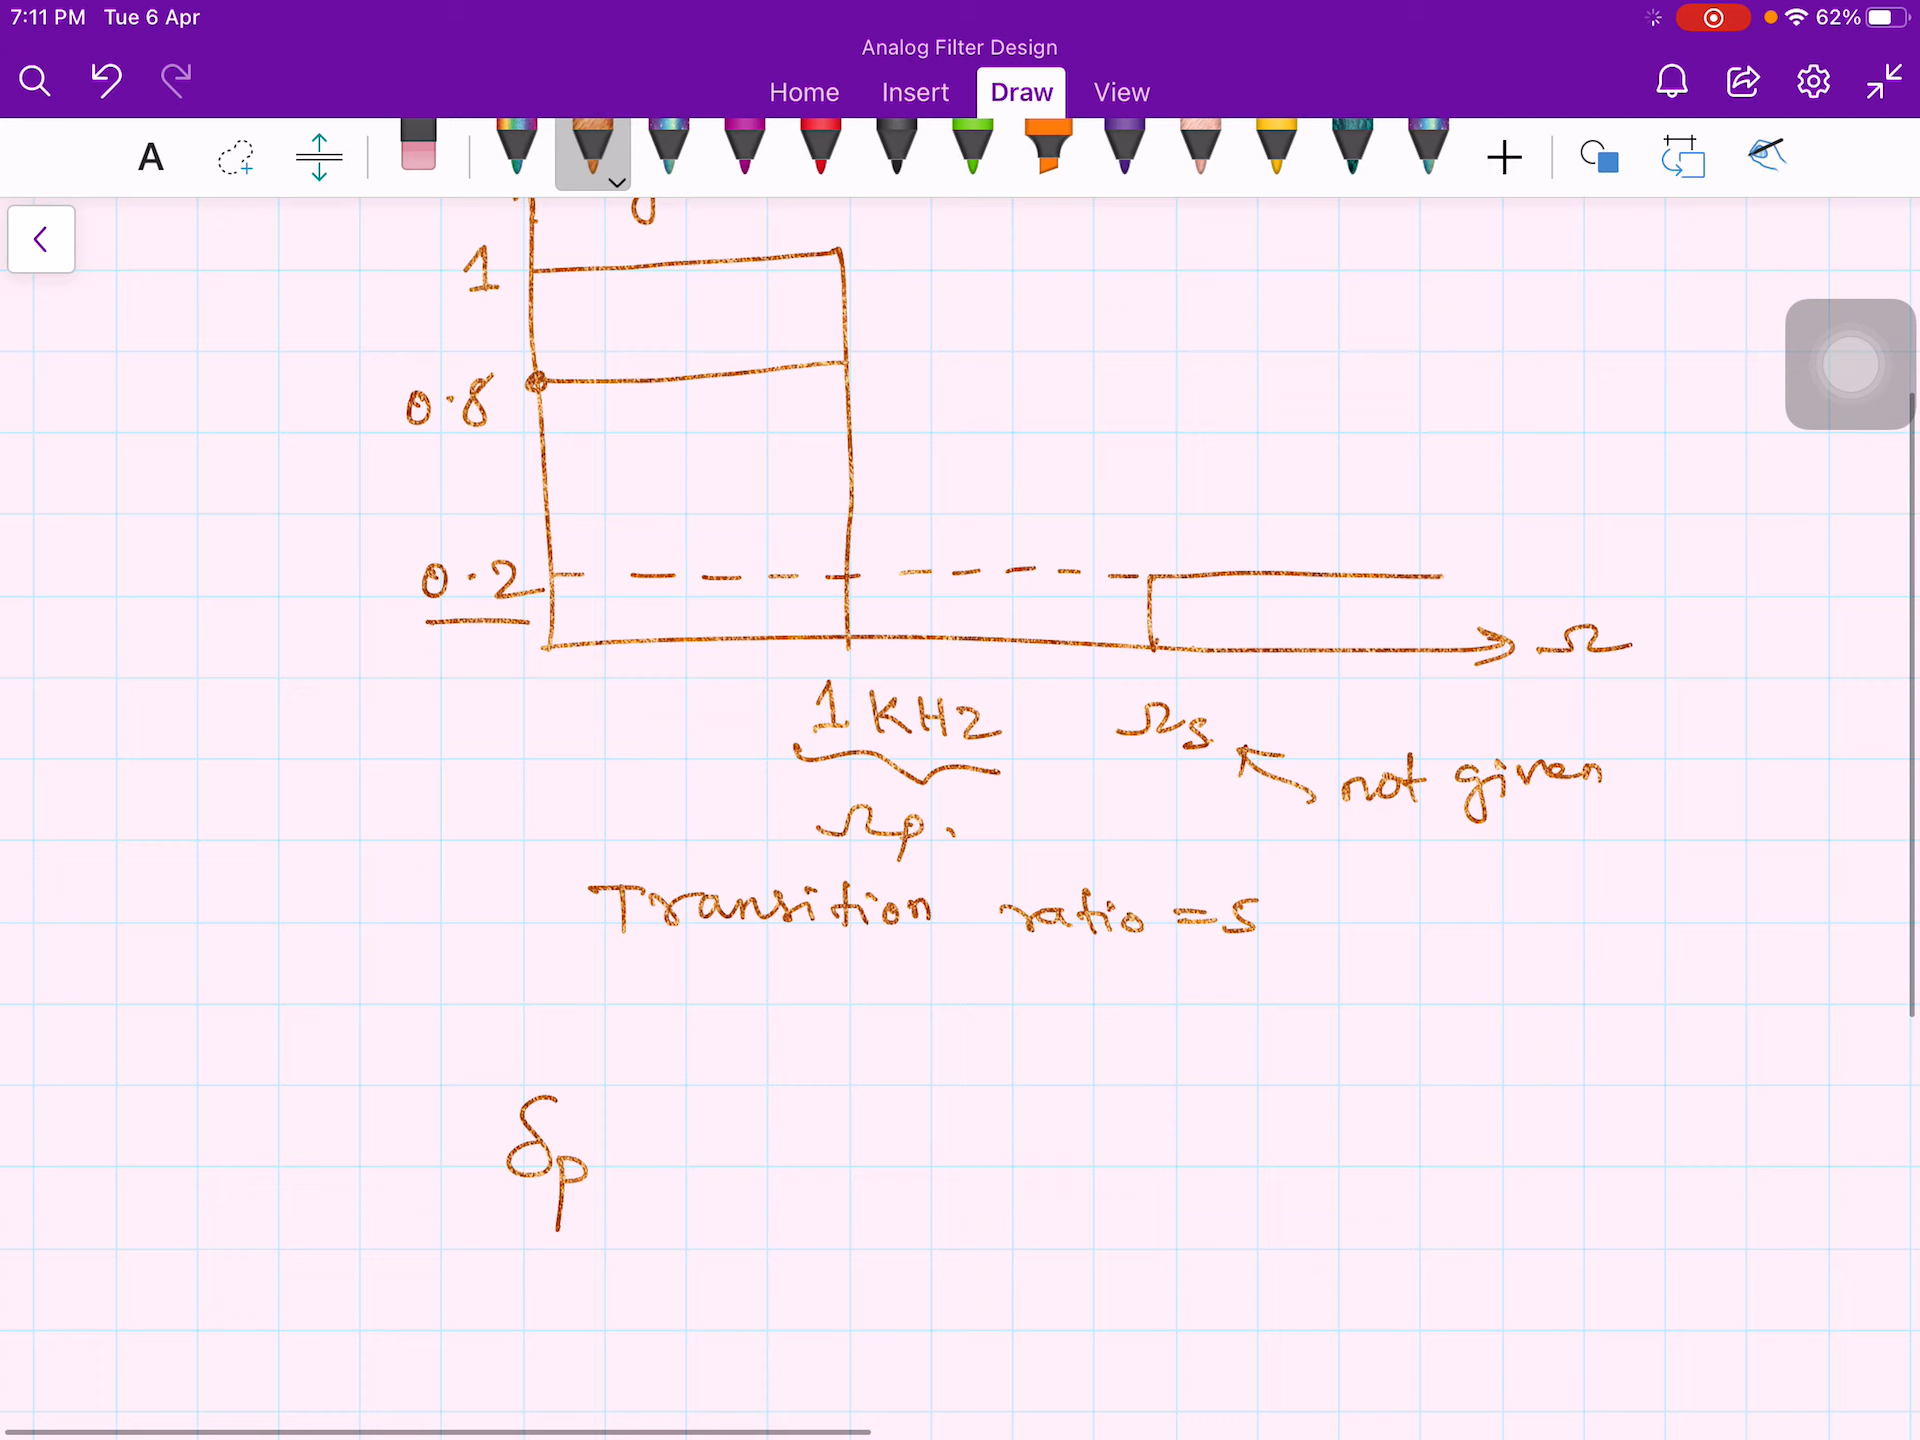 7:11 PM Tue 6 Apr
62%
Analog Filter Design
Home Insert Draw View
A
1
0.8
0.2
Ω
1 KHz
Ωs
not given
Ωp.
Transition ratio = 5
δp